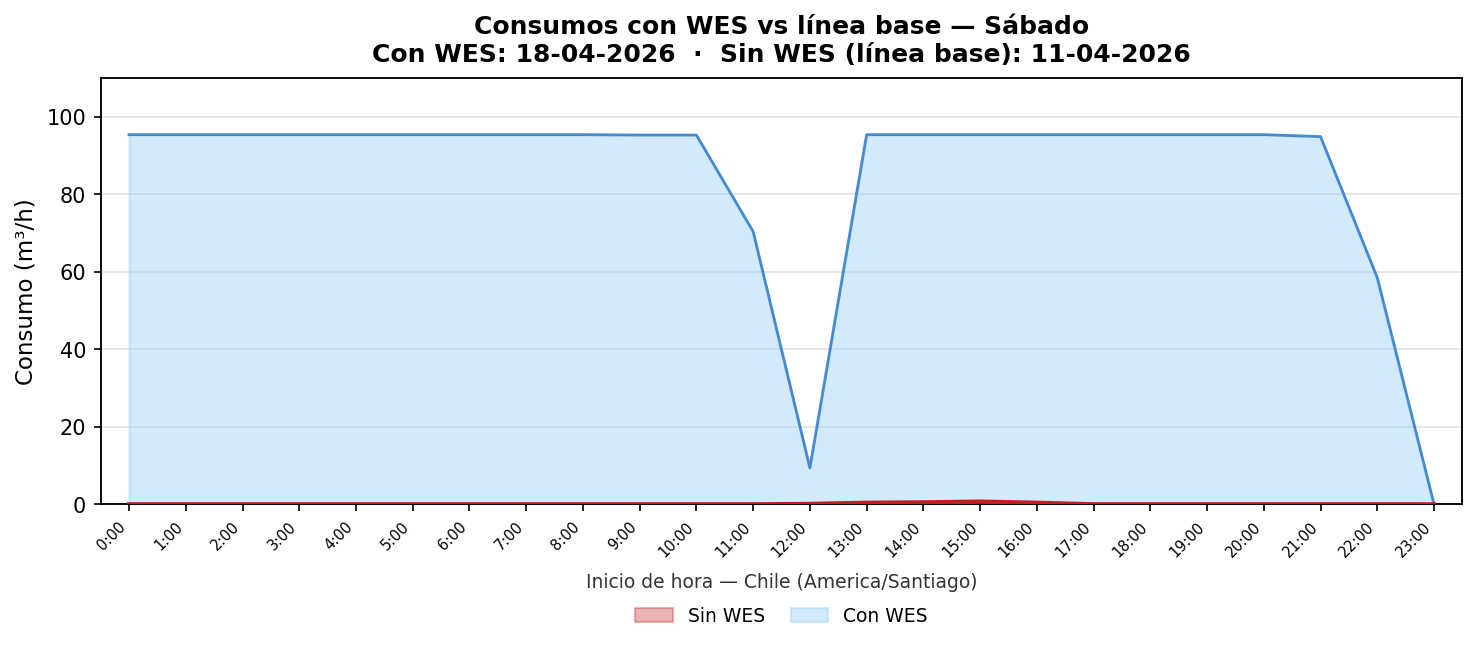 Consumos con WES vs línea base — Sábado
Con WES: 18-04-2026  ·  Sin WES (línea base): 11-04-2026
Consumo (m³/h)
100
80
60
40
20
0
0:00 1:00 2:00 3:00 4:00 5:00 6:00 7:00 8:00 9:00 10:00 11:00 12:00 13:00 14:00 15:00 16:00 17:00 18:00 19:00 20:00 21:00 22:00 23:00
Inicio de hora — Chile (America/Santiago)
Sin WES Con WES